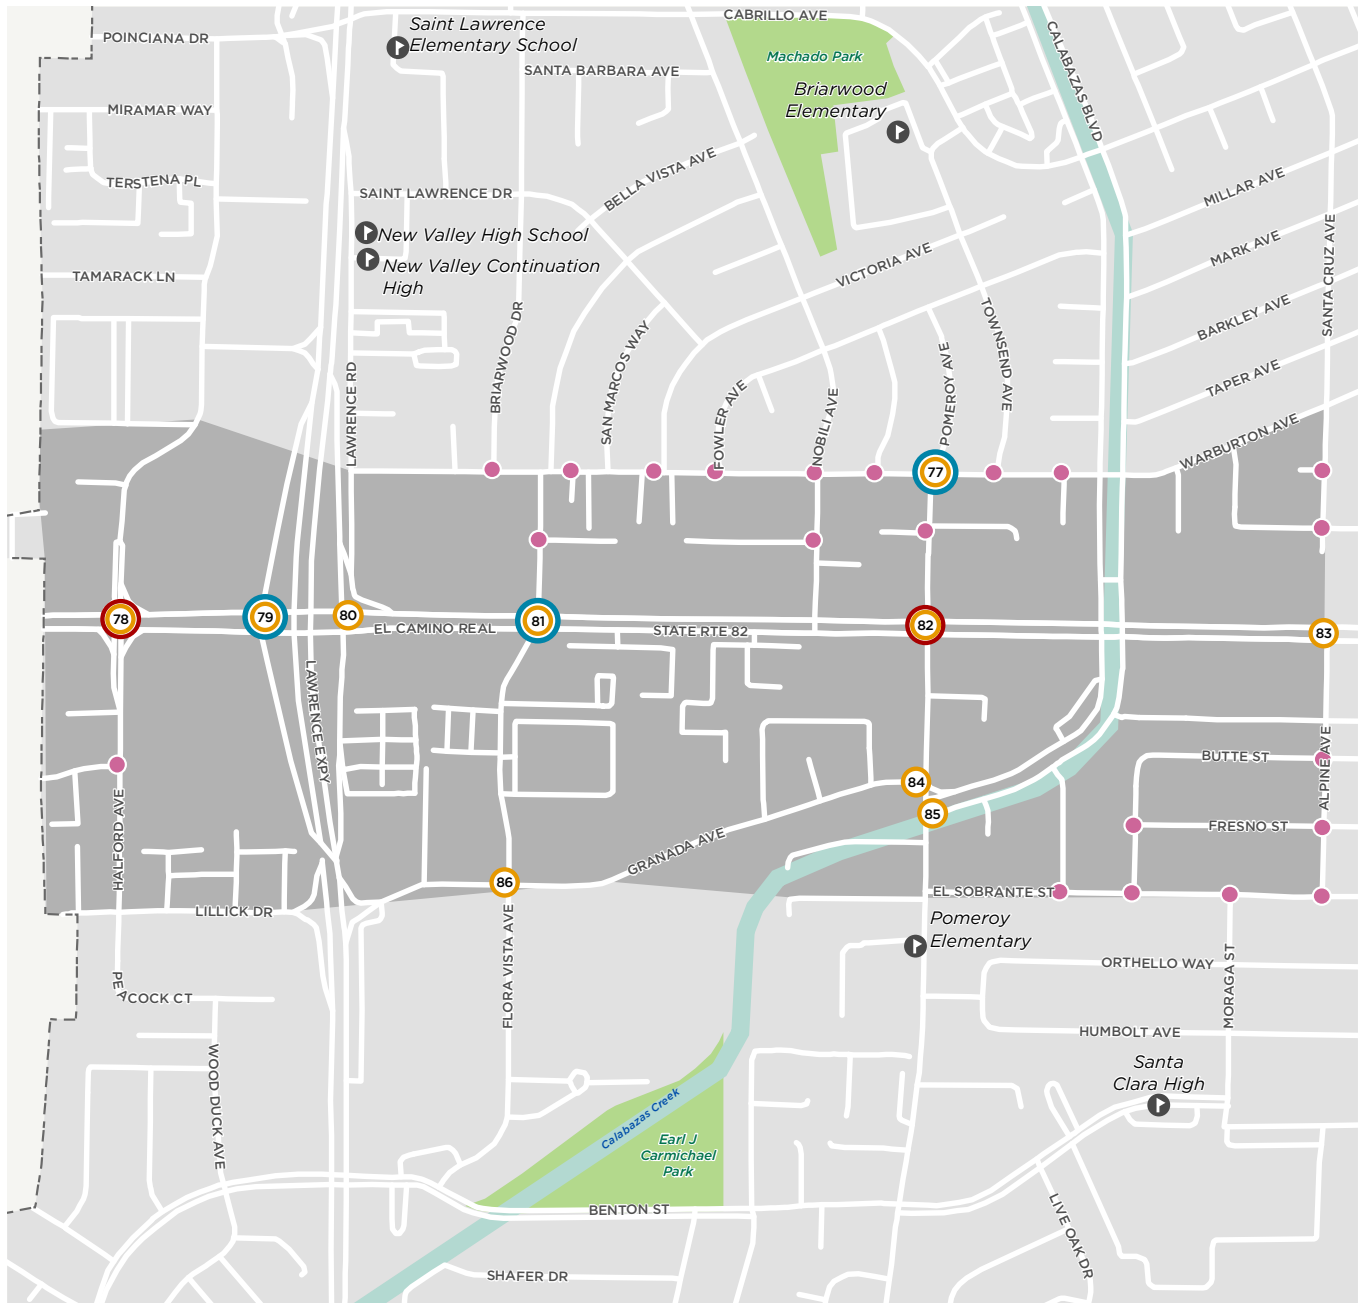 CABRILLO AVE
Saint Lawrence
Elementary School
POINCIANA DR
SANTA BARBARA AVE
Machado Park
Briarwood
Elementary
CALABAZAS BLVD
MIRAMAR WAY
TERSTENA PL
SAINT LAWRENCE DR
BELLA VISTA AVE
MILLAR AVE
New Valley High School
New Valley Continuation
High
TAMARACK LN
VICTORIA AVE
MARK AVE
SANTA CRUZ AVE
BARKLEY AVE
BRIARWOOD DR
SAN MARCOS WAY
TOWNSEND AVE
POMEROY AVE
TAPER AVE
LAWRENCE RD
FOWLER AVE
NOBILI AVE
WARBURTON AVE
77
78
79
80
81
82
83
EL CAMINO REAL
STATE RTE 82
LAWRENCE EXPY
HALFORD AVE
BUTTE ST
ALPINE AVE
84
85
FRESNO ST
GRANADA AVE
86
EL SOBRANTE ST
LILLICK DR
FLORA VISTA AVE
Pomeroy
Elementary
ORTHELLO WAY
MORAGA ST
PEACOCK CT
HUMBOLT AVE
WOOD DUCK AVE
Santa
Clara High
Calabazas Creek
Earl J
Carmichael
Park
BENTON ST
LIVE OAK DR
SHAFER DR